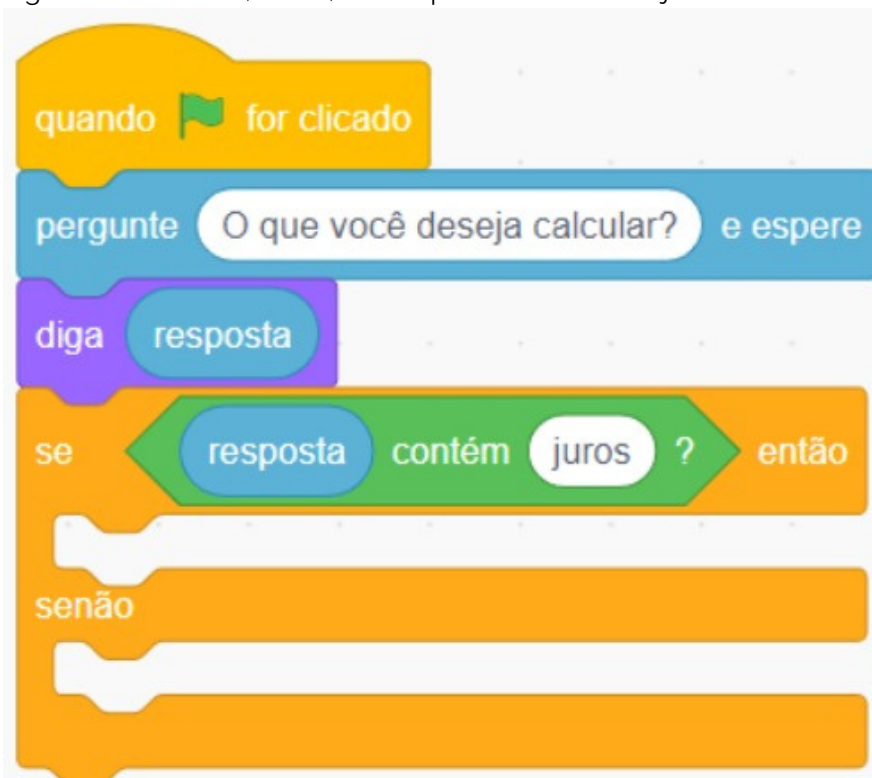 quando for clicado
pergunte O que você deseja calcular? e espere
diga resposta
se resposta contém juros ? então
senão